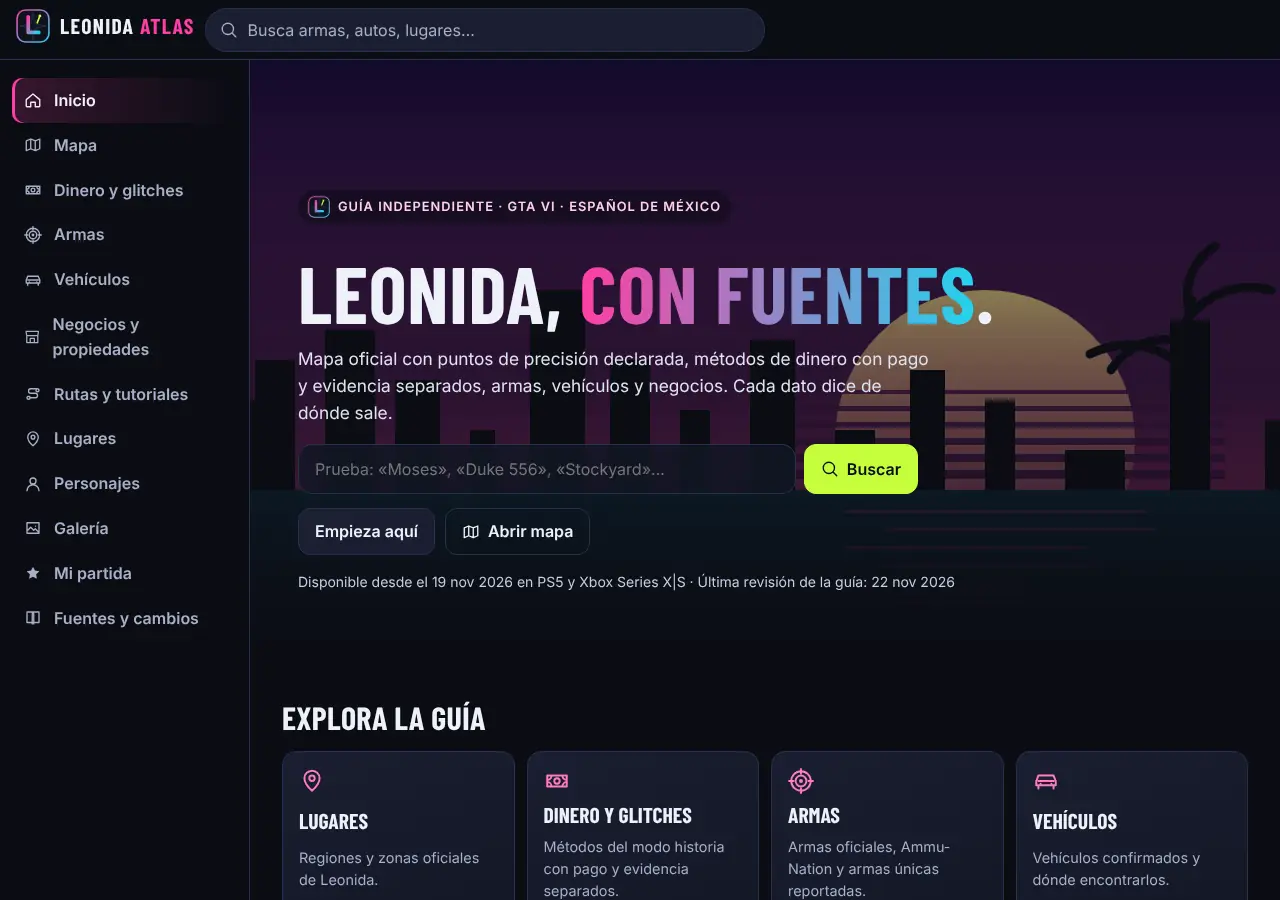 LEONIDA ATLAS
Busca armas, autos, lugares...
Inicio
Mapa
Dinero y glitches
Armas
Vehículos
Negocios y
propiedades
Rutas y tutoriales
Lugares
Personajes
Galería
Mi partida
Fuentes y cambios
GUÍA INDEPENDIENTE · GTA VI · ESPAÑOL DE MÉXICO
LEONIDA, CON FUENTES.
Mapa oficial con puntos de precisión declarada, métodos de dinero con pago
y evidencia separados, armas, vehículos y negocios. Cada dato dice de
dónde sale.
Prueba: «Moses», «Duke 556», «Stockyard»...
Buscar
Empieza aquí
Abrir mapa
Disponible desde el 19 nov 2026 en PS5 y Xbox Series X|S · Última revisión de la guía: 22 nov 2026
EXPLORA LA GUÍA
LUGARES
Regiones y zonas oficiales
de Leonida.
DINERO Y GLITCHES
Métodos del modo historia
con pago y evidencia
separados.
ARMAS
Armas oficiales, Ammu-
Nation y armas únicas
reportadas.
VEHÍCULOS
Vehículos confirmados y
dónde encontrarlos.